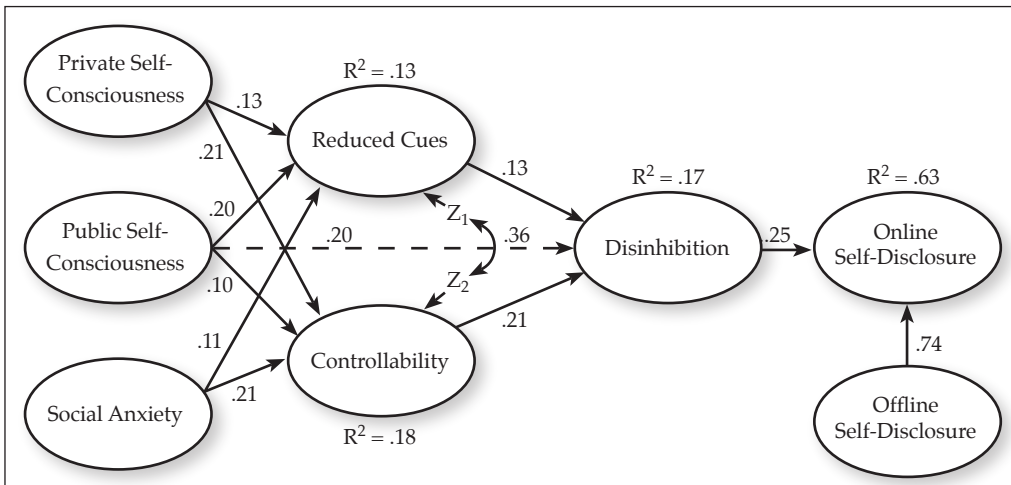 Private Self-
Consciousness
.13
.21
R² = .13
Reduced Cues
.13
Public Self-
Consciousness
.20
.20
.10
Z₁
.36
Z₂
R² = .17
Disinhibition
.25
R² = .63
Online
Self-Disclosure
.11
.21
Social Anxiety
Controllability
.21
R² = .18
.74
Offline
Self-Disclosure